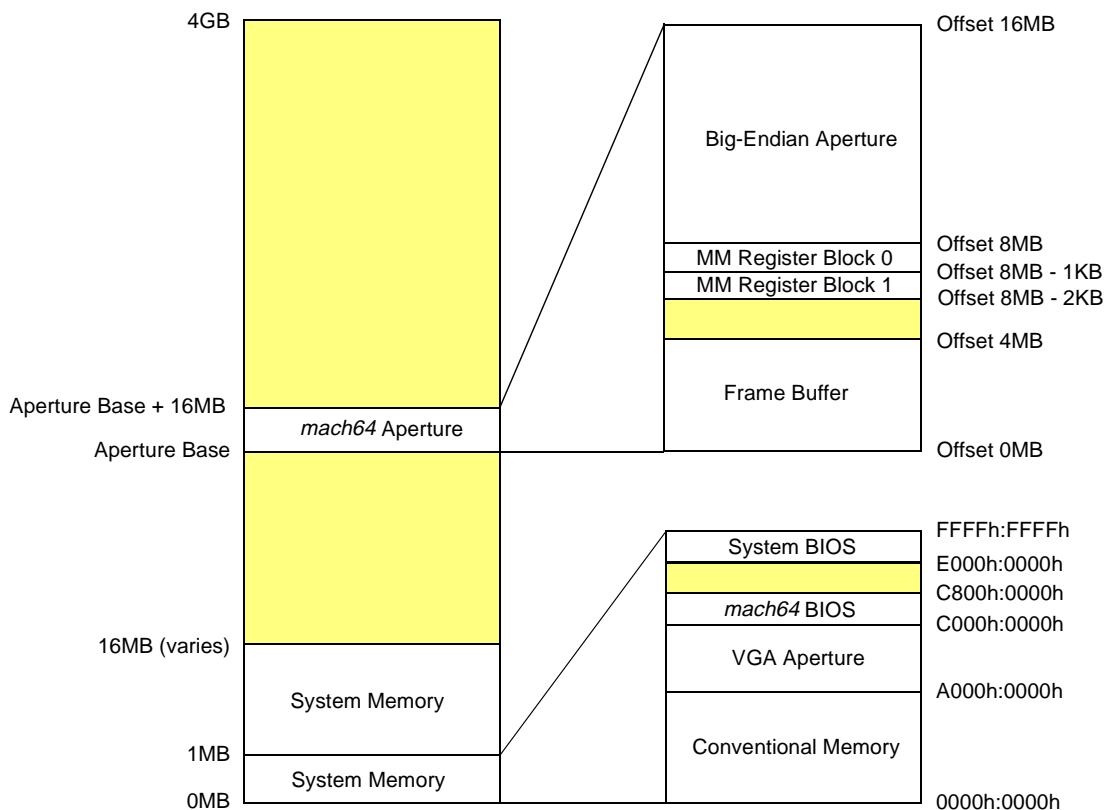 4GB
Aperture Base + 16MB
mach64 Aperture
Aperture Base
16MB (varies)
System Memory
1MB
System Memory
0MB
Offset 16MB
Big-Endian Aperture
Offset 8MB
MM Register Block 0
Offset 8MB - 1KB
MM Register Block 1
Offset 8MB - 2KB
Offset 4MB
Frame Buffer
Offset 0MB
FFFFh:FFFFh
System BIOS
E000h:0000h
C800h:0000h
mach64 BIOS
C000h:0000h
VGA Aperture
A000h:0000h
Conventional Memory
0000h:0000h